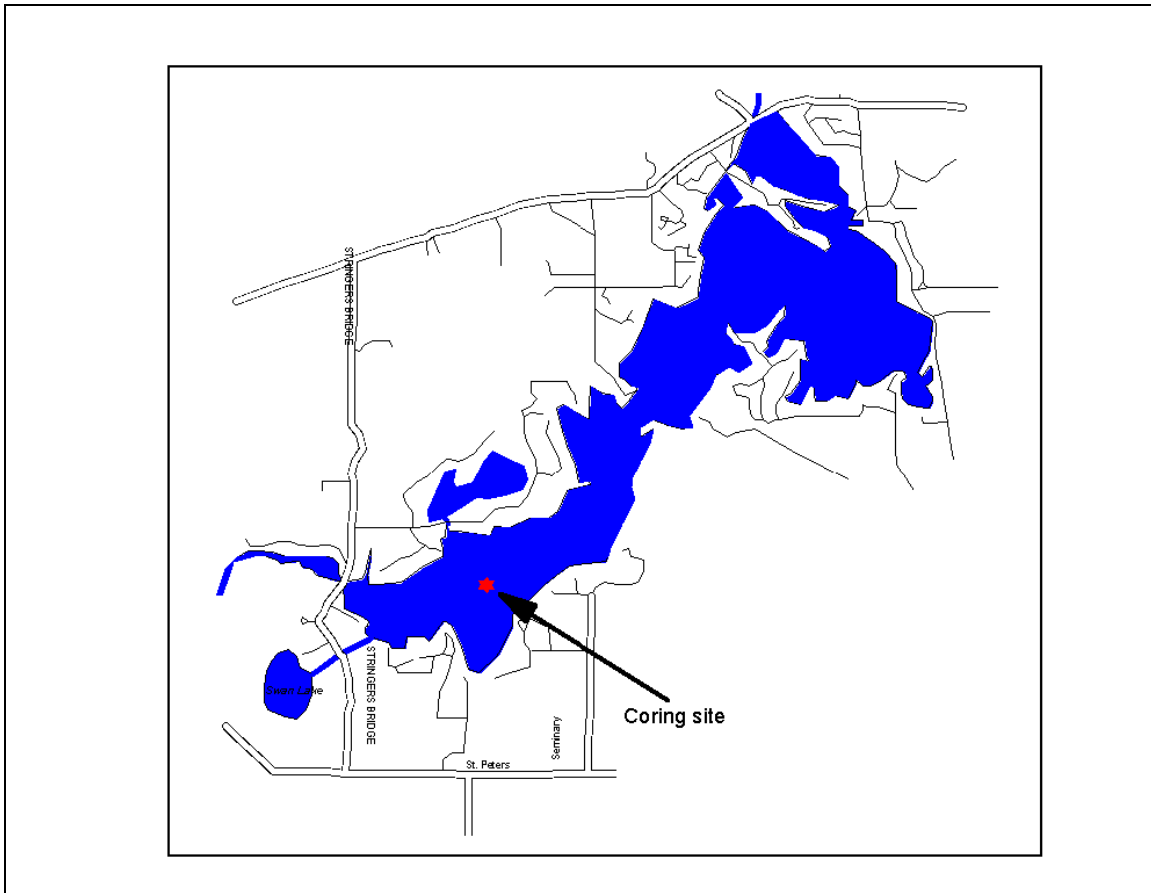 STRINGERS BRIDGE
Swan Lake
STRINGERS BRIDGE
Coring site
Seminary
St. Peters